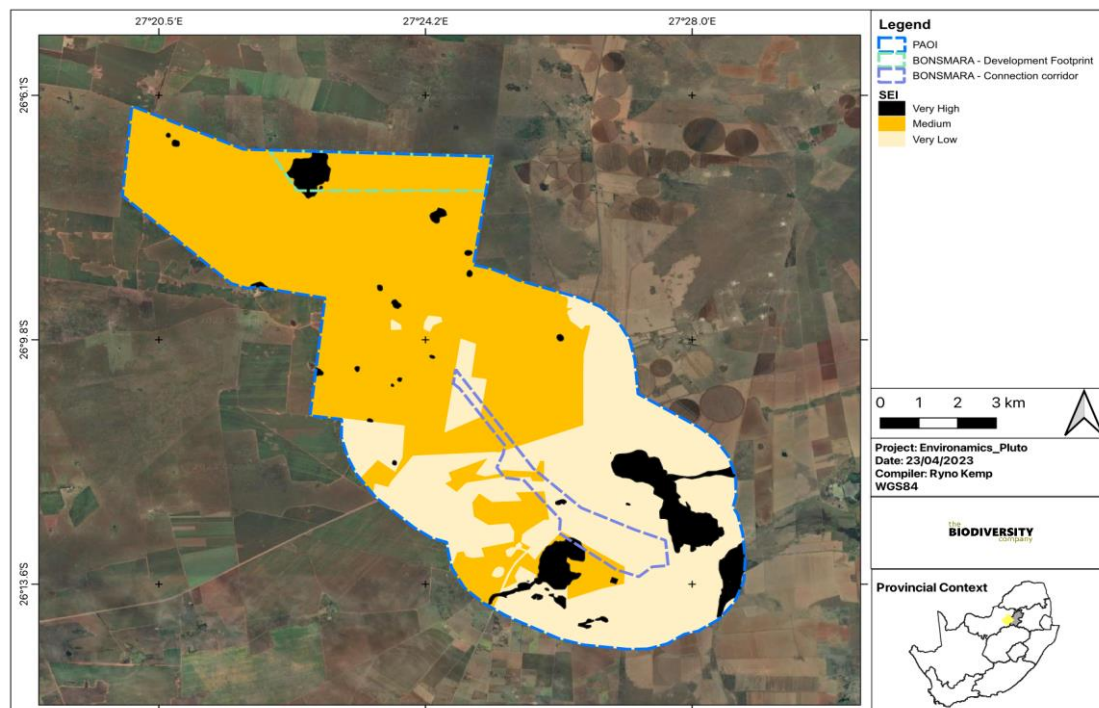 27°20.5'E
27°24.2'E
28°28.0'E
26°6.1'S
26°9.8'S
26°13.6'S
Legend
PAOI
BONSMARA - Development Footprint
BONSMARA - Connection corridor
SEI
Very High
Medium
Very Low
0 1 2 3 km
Project: Environamics_Pluto
Date: 23/04/2023
Compiler: Ryno Kemp
WGS84
the
BIODIVERSITY
company
Provincial Context